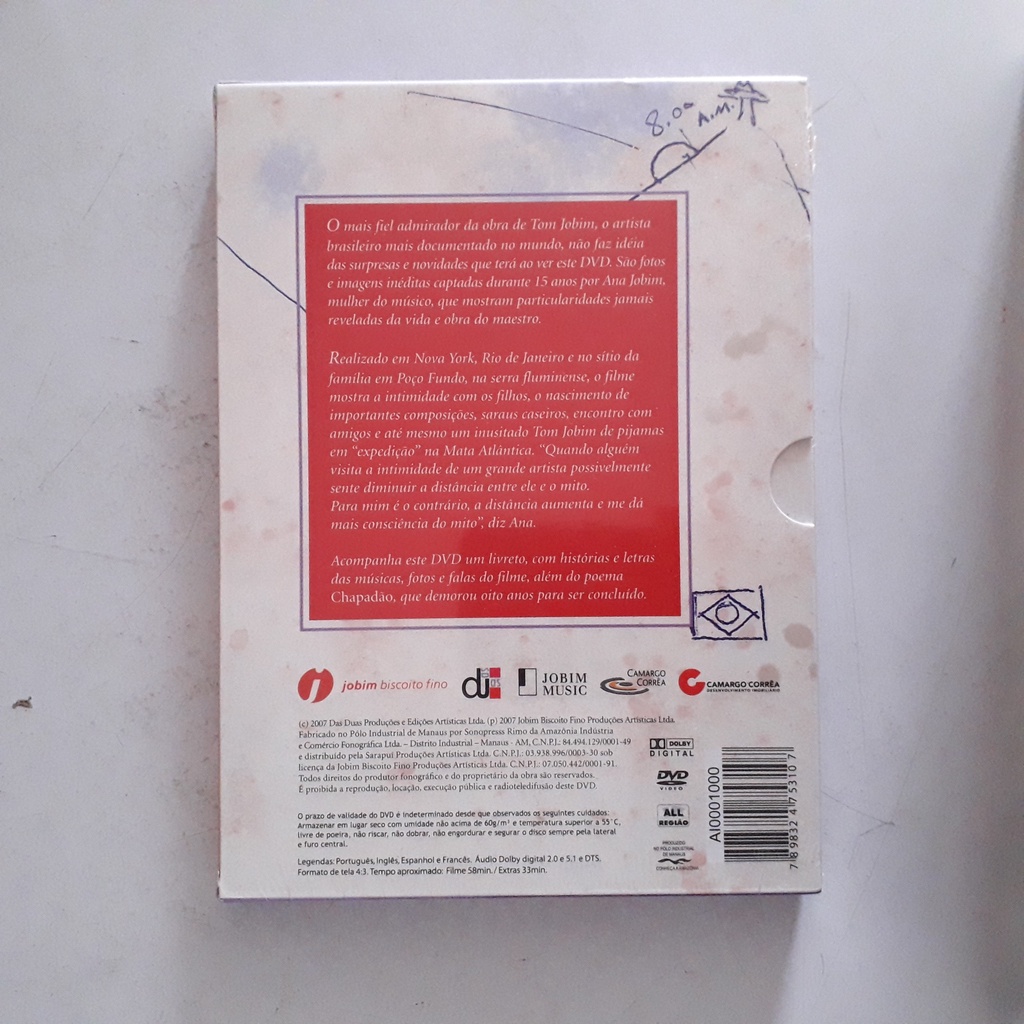 8.00 A.M.
O mais fiel admirador da obra de Tom Jobim, o artista
brasileiro mais documentado no mundo, não faz idéia
das surpresas e novidades que terá ao ver este DVD. São fotos
e imagens inéditas captadas durante 15 anos por Ana Jobim,
mulher do músico, que mostram particularidades jamais
reveladas da vida e obra do maestro.
Realizado em Nova York, Rio de Janeiro e no sítio da
família em Poço Fundo, na serra fluminense, o filme
mostra a intimidade com os filhos, o nascimento de
importantes composições, saraus caseiros, encontro com
amigos e até mesmo um inusitado Tom Jobim de pijamas
em “expedição” na Mata Atlântica. “Quando alguém
visita a intimidade de um grande artista possivelmente
sente diminuir a distância entre ele e o mito.
Para mim é o contrário, a distância aumenta e me dá
mais consciência do mito”, diz Ana.
Acompanha este DVD um livreto, com histórias e letras
das músicas, fotos e falas do filme, além do poema
Chapadão, que demorou oito anos para ser concluído.
jobim biscoito fino
JOBIM
MUSIC
CAMARGO
CORRÊA
CAMARGO CORRÊA
DESENVOLVIMENTO IMOBILIÁRIO
(c) 2007 Das Duas Produções e Edições Artísticas Ltda. (p) 2007 Jobim Biscoito Fino Produções Artísticas Ltda.
Fabricado no Pólo Industrial de Manaus por Sonopress Rimo da Amazônia Indústria
e Comércio Fonográfica Ltda. – Distrito Industrial – Manaus - AM, C.N.P.J.: 84.494.129/0001-49
e distribuído pela Sarapuí Produções Artísticas Ltda. C.N.P.J.: 03.938.996/0003-30 sob
licença da Jobim Biscoito Fino Produções Artísticas Ltda. C.N.P.J.: 07.050.442/0001-91.
Todos direitos do produtor fonográfico e do proprietário da obra são reservados.
É proibida a reprodução, locação, execução pública e radioteledifusão deste DVD.
O prazo de validade do DVD é indeterminado desde que observados os seguintes cuidados:
Armazenar em lugar seco com umidade não acima de 60g/m³ e temperatura superior a 55°C,
livre de poeira, não riscar, não dobrar, não engordurar e segurar o disco sempre pela lateral
e furo central.
Legendas: Português, Inglês, Espanhol e Francês. Áudio Dolby digital 2.0 e 5.1 e DTS.
Formato de tela 4:3. Tempo aproximado: Filme 58min. / Extras 33min.
DOLBY
DIGITAL
DVD
VIDEO
ALL
REGIÃO
PRODUZIDO
NO PÓLO INDUSTRIAL
DE MANAUS
CONHEÇA A AMAZÔNIA
AI0001000
7 898324 753107